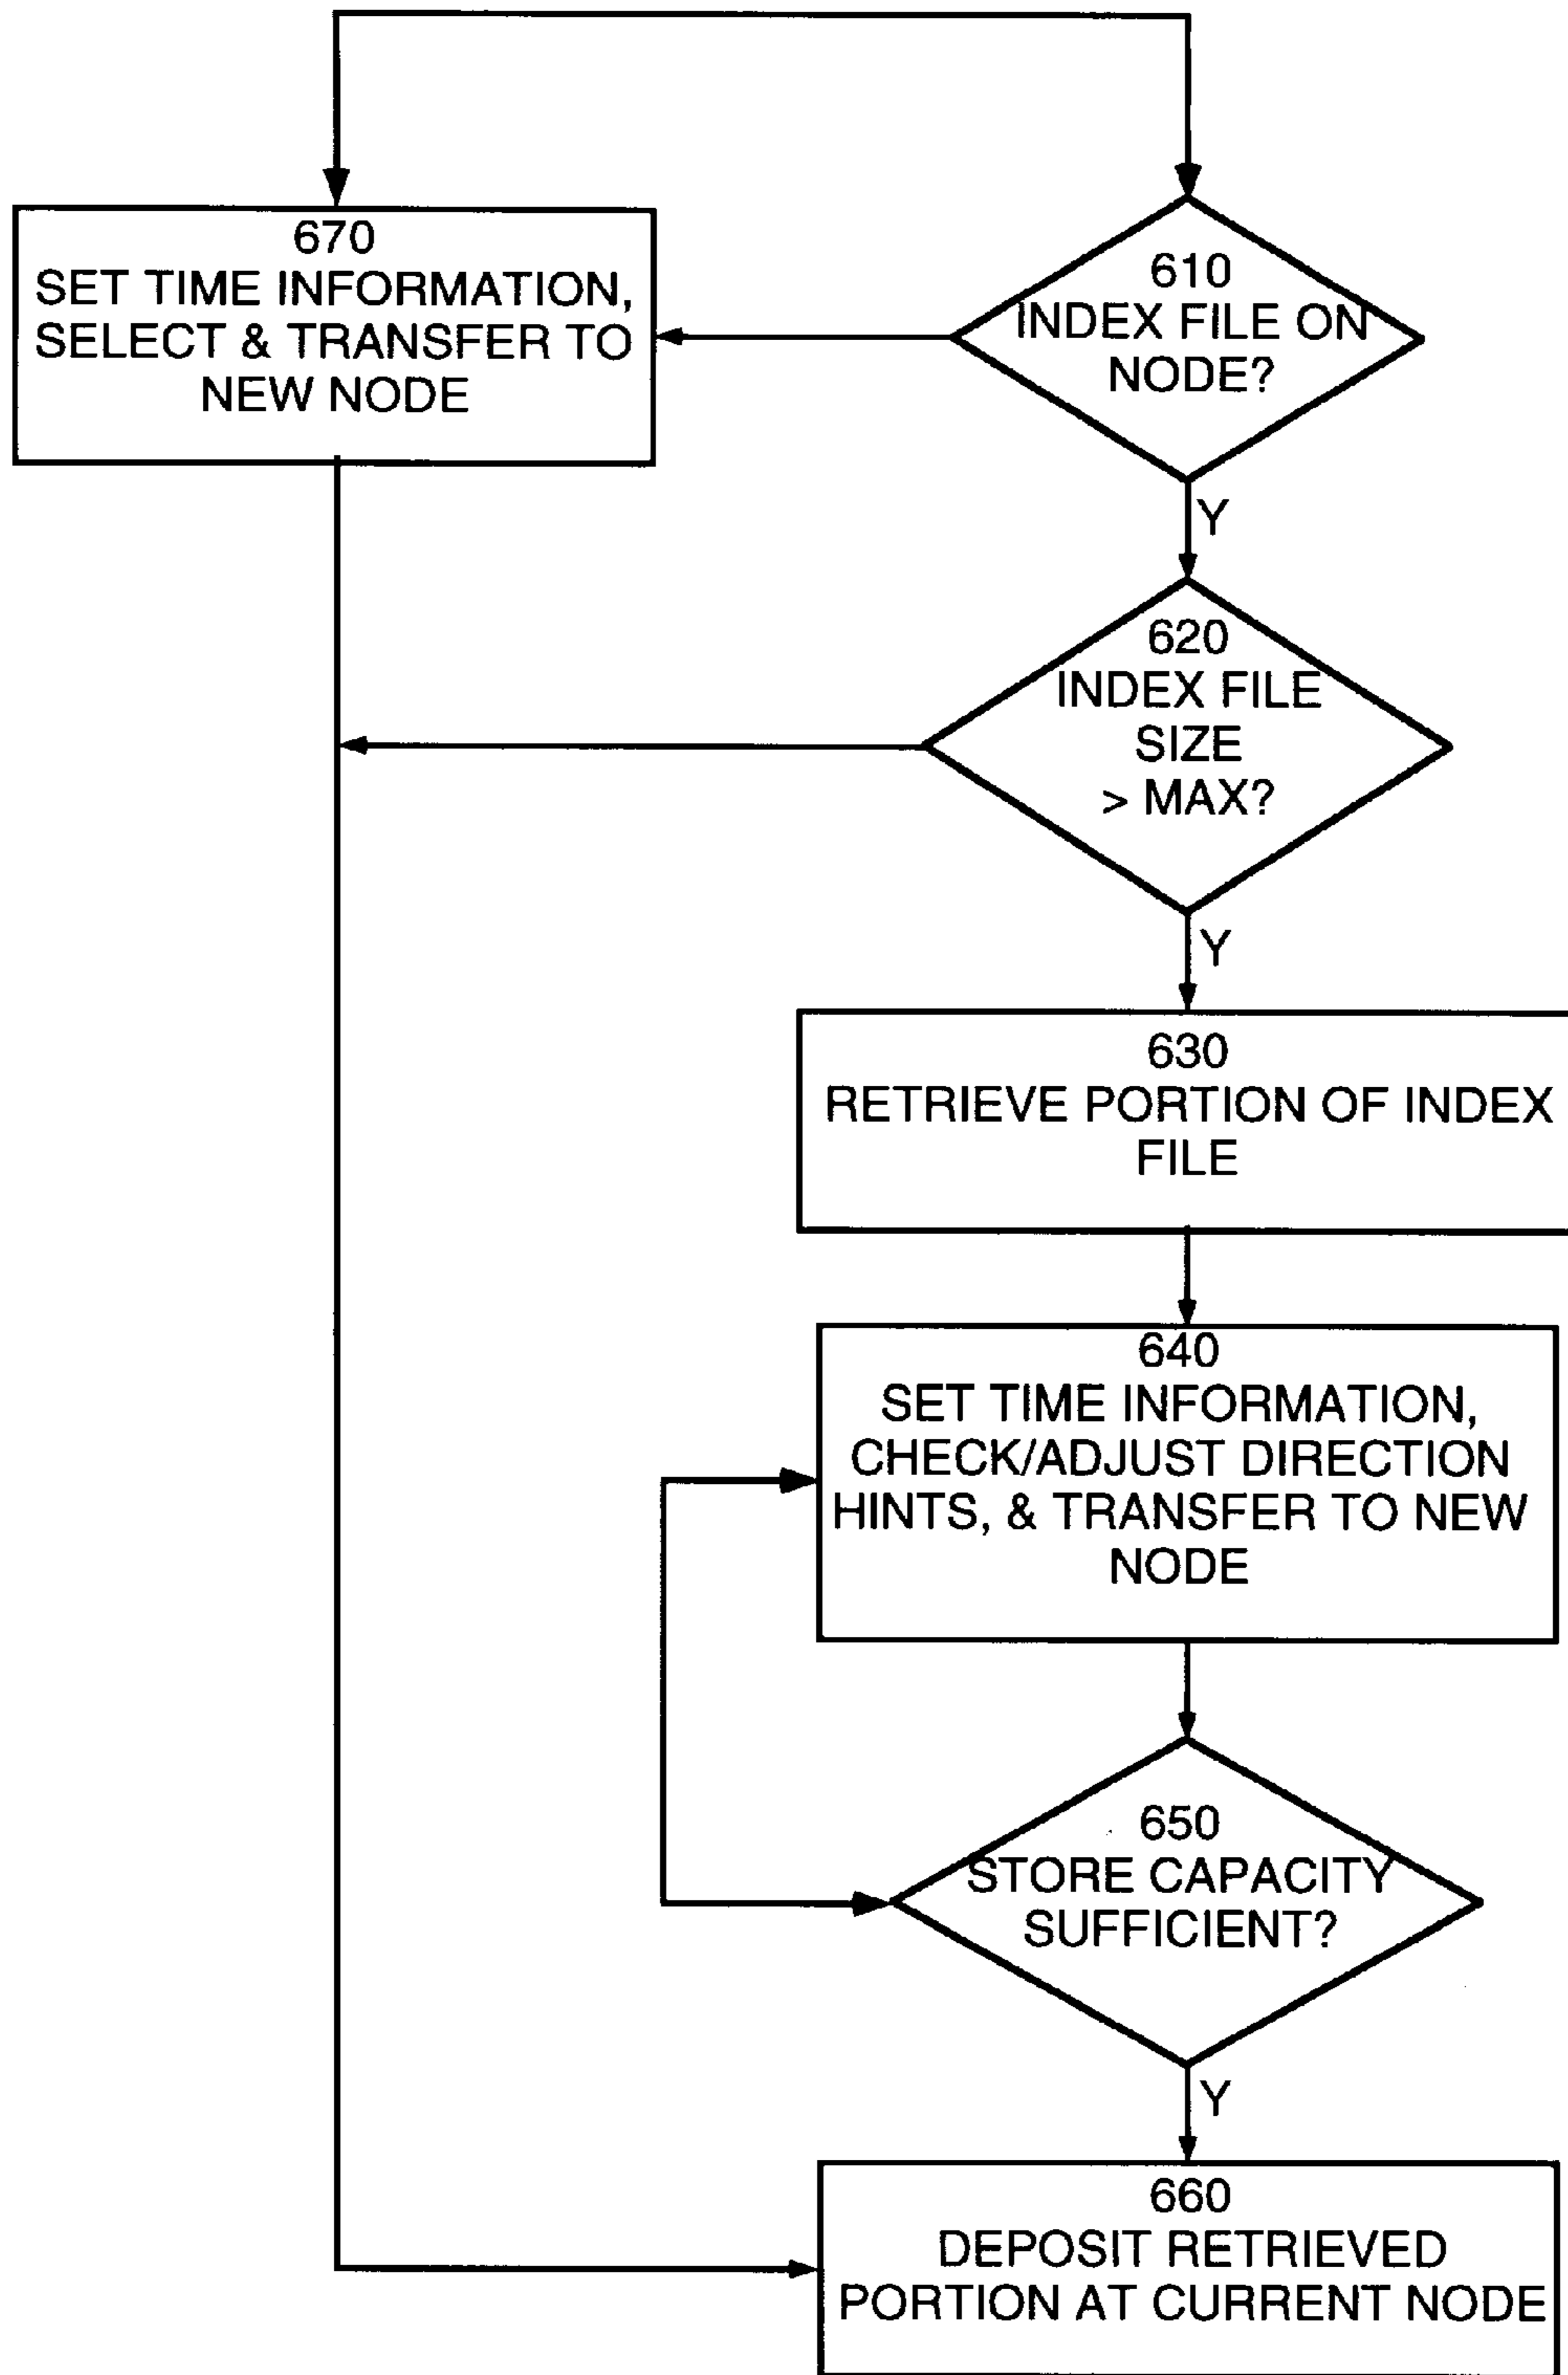 670
SET TIME INFORMATION,
SELECT & TRANSFER TO
NEW NODE
610
INDEX FILE ON
NODE?
Y
620
INDEX FILE
SIZE
> MAX?
Y
630
RETRIEVE PORTION OF INDEX
FILE
640
SET TIME INFORMATION,
CHECK/ADJUST DIRECTION
HINTS, & TRANSFER TO NEW
NODE
650
STORE CAPACITY
SUFFICIENT?
Y
660
DEPOSIT RETRIEVED
PORTION AT CURRENT NODE